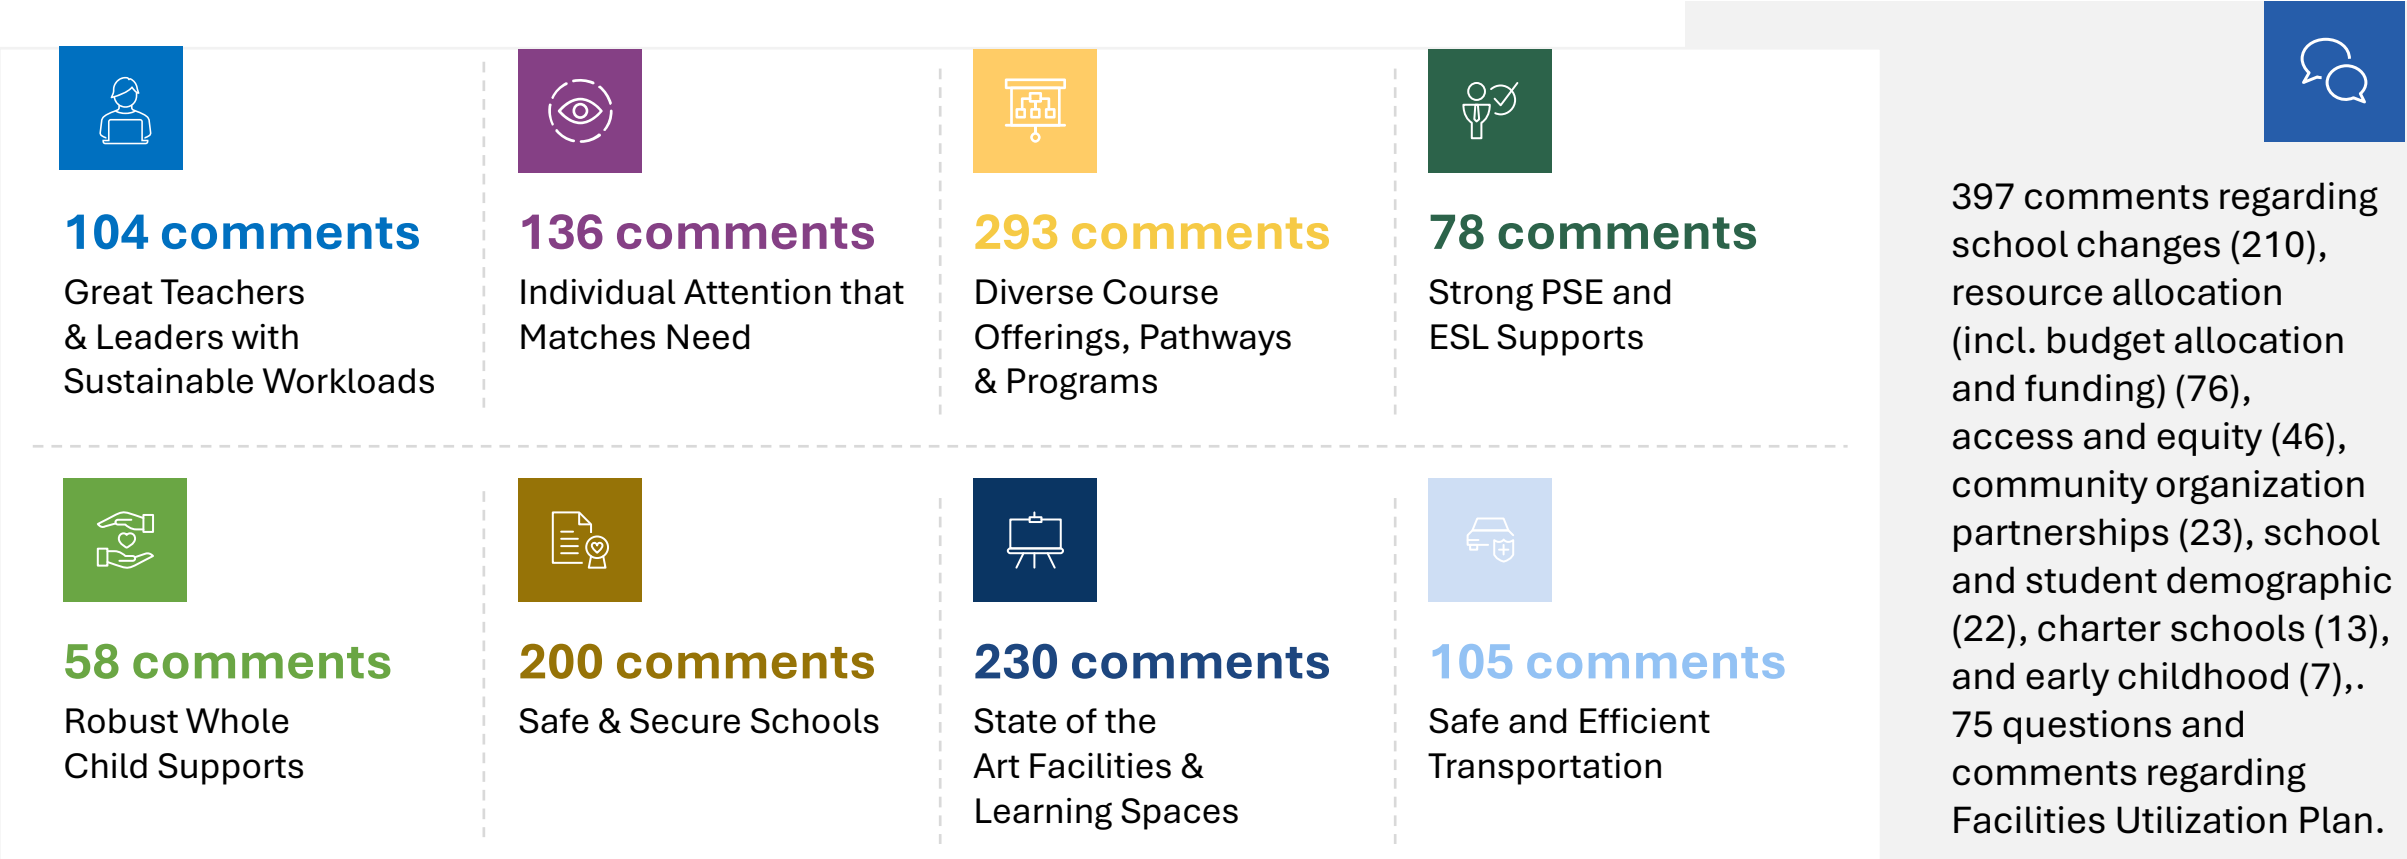 104 comments
Great Teachers
& Leaders with
Sustainable Workloads
136 comments
Individual Attention that
Matches Need
293 comments
Diverse Course
Offerings, Pathways
& Programs
78 comments
Strong PSE and
ESL Supports
58 comments
Robust Whole
Child Supports
200 comments
Safe & Secure Schools
230 comments
State of the
Art Facilities &
Learning Spaces
105 comments
Safe and Efficient
Transportation
397 comments regarding
school changes (210),
resource allocation
(incl. budget allocation
and funding) (76),
access and equity (46),
community organization
partnerships (23), school
and student demographic
(22), charter schools (13),
and early childhood (7),.
75 questions and
comments regarding
Facilities Utilization Plan.